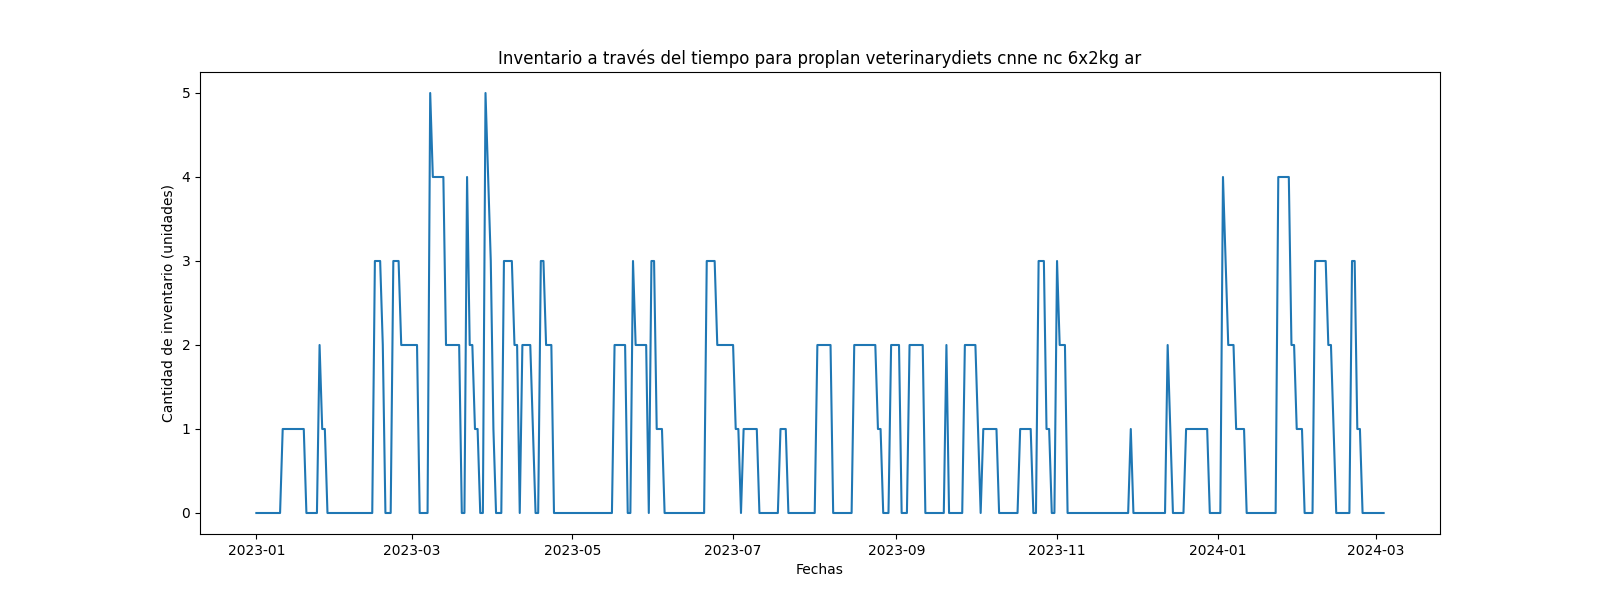 Inventario a través del tiempo para proplan veterinarydiets cnne nc 6x2kg ar
Cantidad de inventario (unidades)
5
4
3
2
1
0
2023-01 2023-03 2023-05 2023-07 2023-09 2023-11 2024-01 2024-03
Fechas